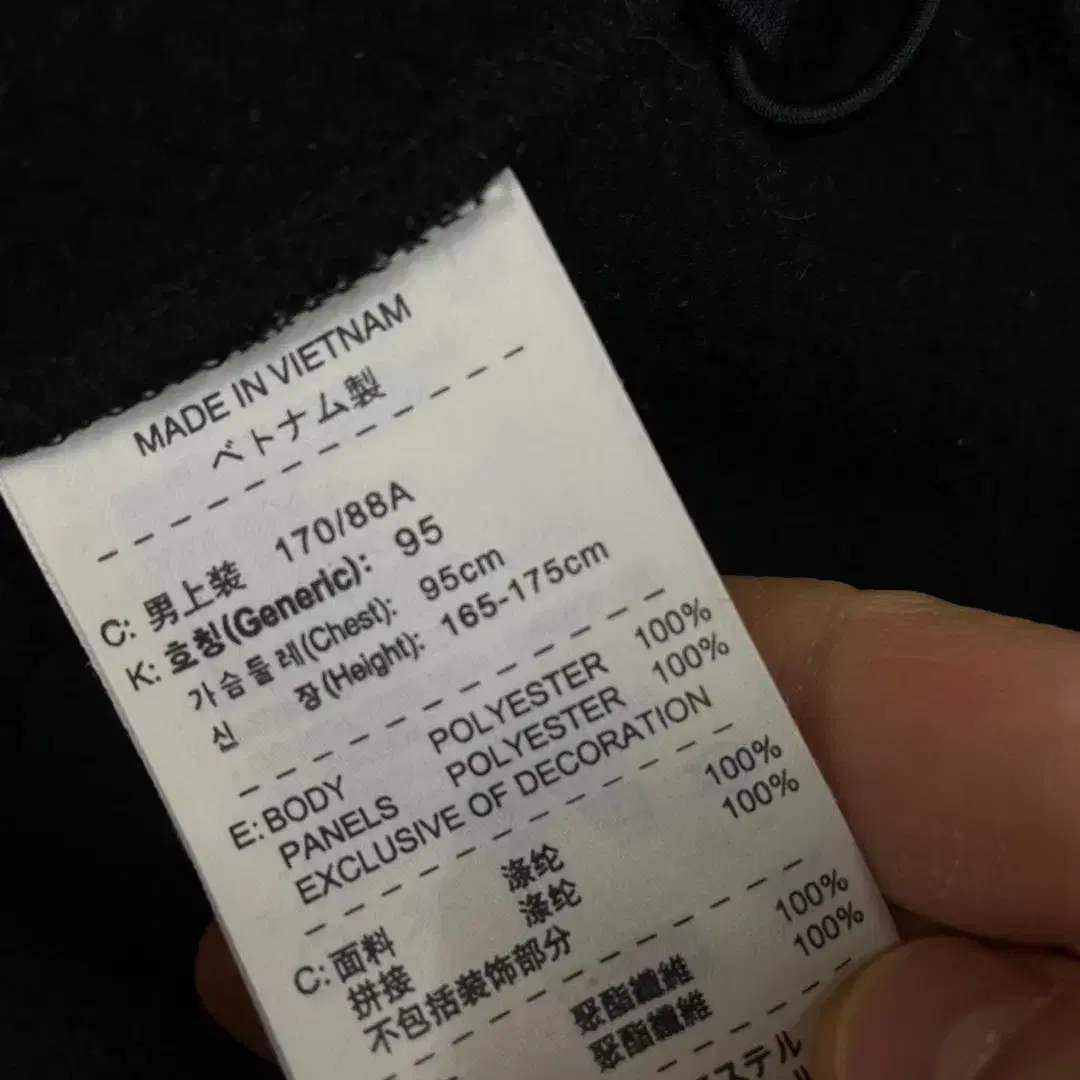 MADE IN VIETNAM
ベトナム製
C: 男上装 170/88A
K: 호칭(Generic): 95
가슴둘레(Chest): 95cm
신 장(Height): 165-175cm
E: BODY POLYESTER 100%
PANELS POLYESTER 100%
EXCLUSIVE OF DECORATION
C: 面料 涤纶 100%
拼接 涤纶 100%
不包括装饰部分
聚酯纖維 100%
聚酯纖維 100%
ステル